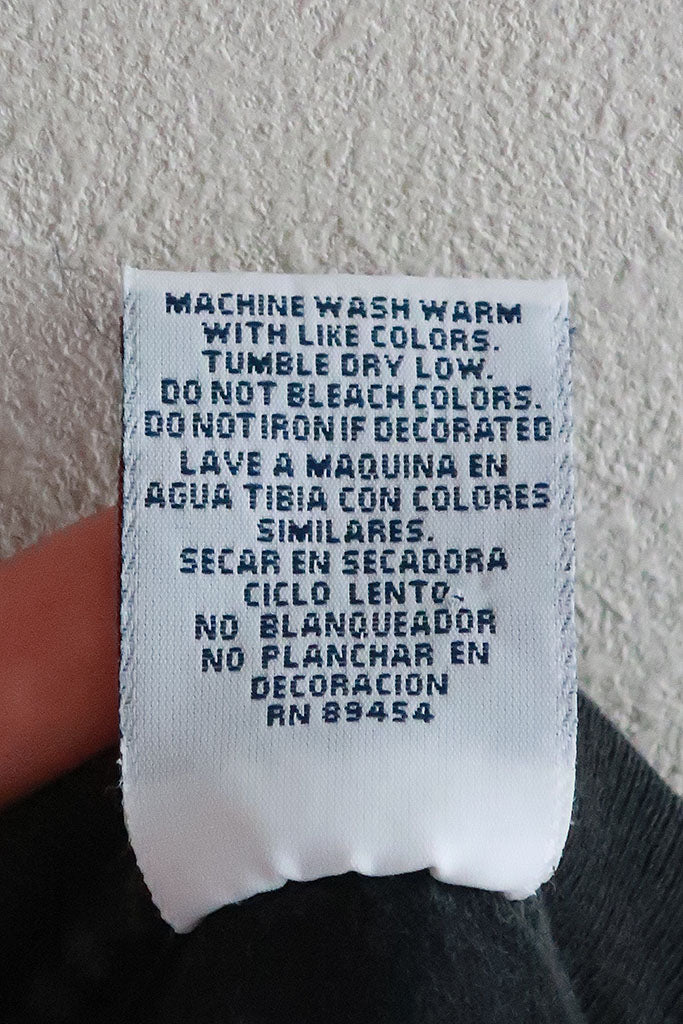 MACHINE WASH WARM
WITH LIKE COLORS.
TUMBLE DRY LOW.
DO NOT BLEACH COLORS.
DO NOT IRON IF DECORATED
LAVE A MAQUINA EN
AGUA TIBIA CON COLORES
SIMILARES.
SECAR EN SECADORA
CICLO LENTO.
NO BLANQUEADOR
NO PLANCHAR EN
DECORACION
RN 89454